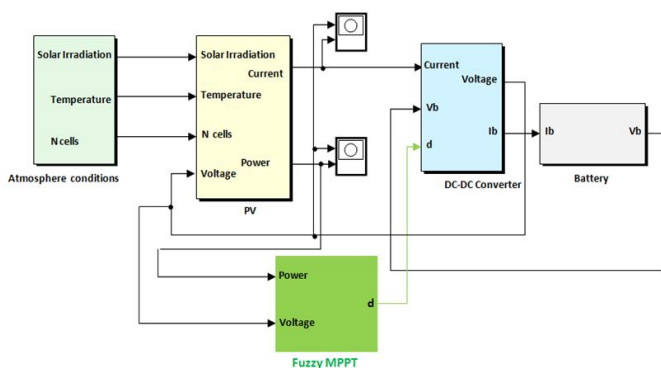 Solar Irradiation
Temperature
N cells
Atmosphere conditions
Solar Irradiation
Current
Temperature
N cells
Power
Voltage
PV
Current
Voltage
Vb
Ib
d
DC-DC Converter
Ib
Vb
Battery
Power
d
Voltage
Fuzzy MPPT